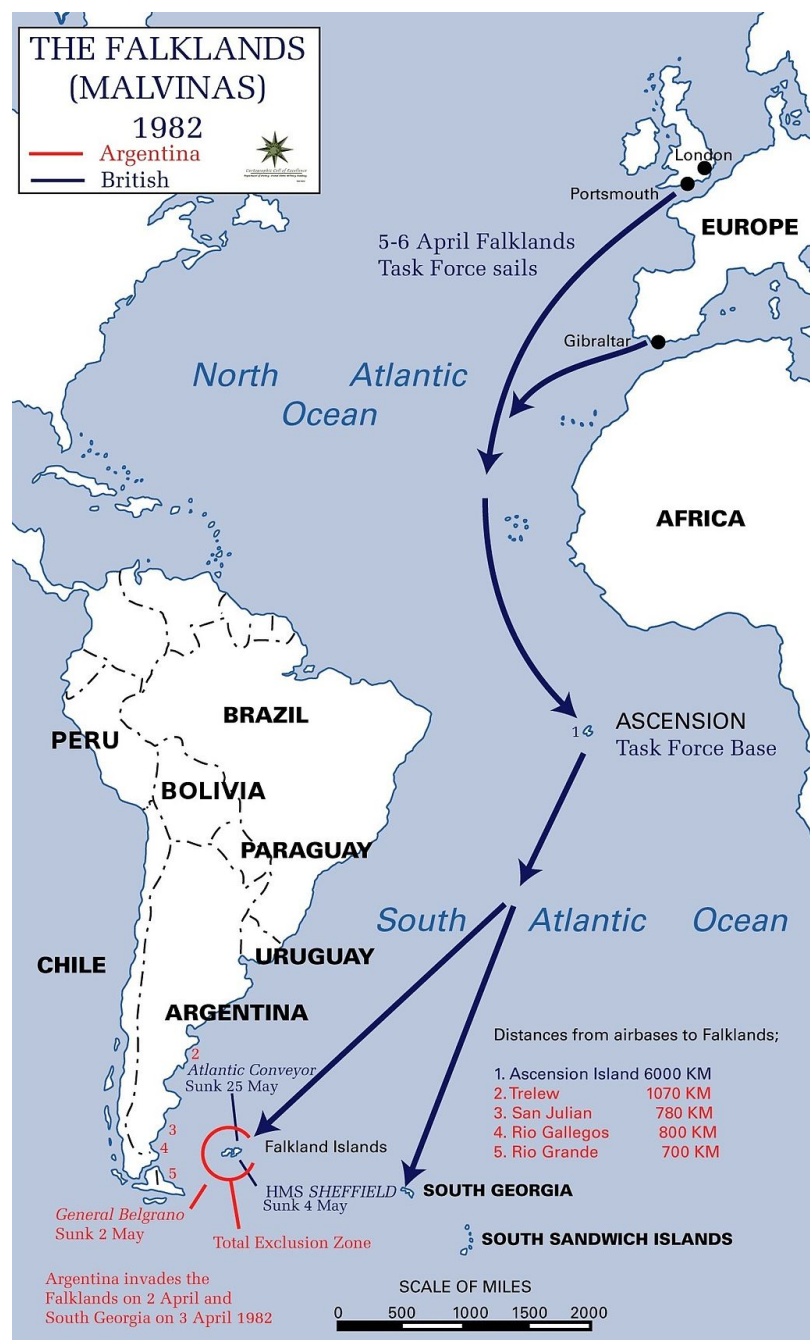 THE FALKLANDS
(MALVINAS)
1982
Argentina
British
London
Portsmouth
EUROPE
5-6 April Falklands
Task Force sails
Gibraltar
North Atlantic
Ocean
AFRICA
BRAZIL
PERU
1
ASCENSION
Task Force Base
BOLIVIA
PARAGUAY
South Atlantic Ocean
URUGUAY
CHILE
ARGENTINA
2
Atlantic Conveyor
Sunk 25 May
3
4
5
Falkland Islands
HMS SHEFFIELD
Sunk 4 May
General Belgrano
Sunk 2 May
Total Exclusion Zone
SOUTH GEORGIA
SOUTH SANDWICH ISLANDS
Distances from airbases to Falklands;
1. Ascension Island 6000 KM
2. Trelew 1070 KM
3. San Julian 780 KM
4. Rio Gallegos 800 KM
5. Rio Grande 700 KM
Argentina invades the
Falklands on 2 April and
South Georgia on 3 April 1982
SCALE OF MILES
0 500 1000 1500 2000